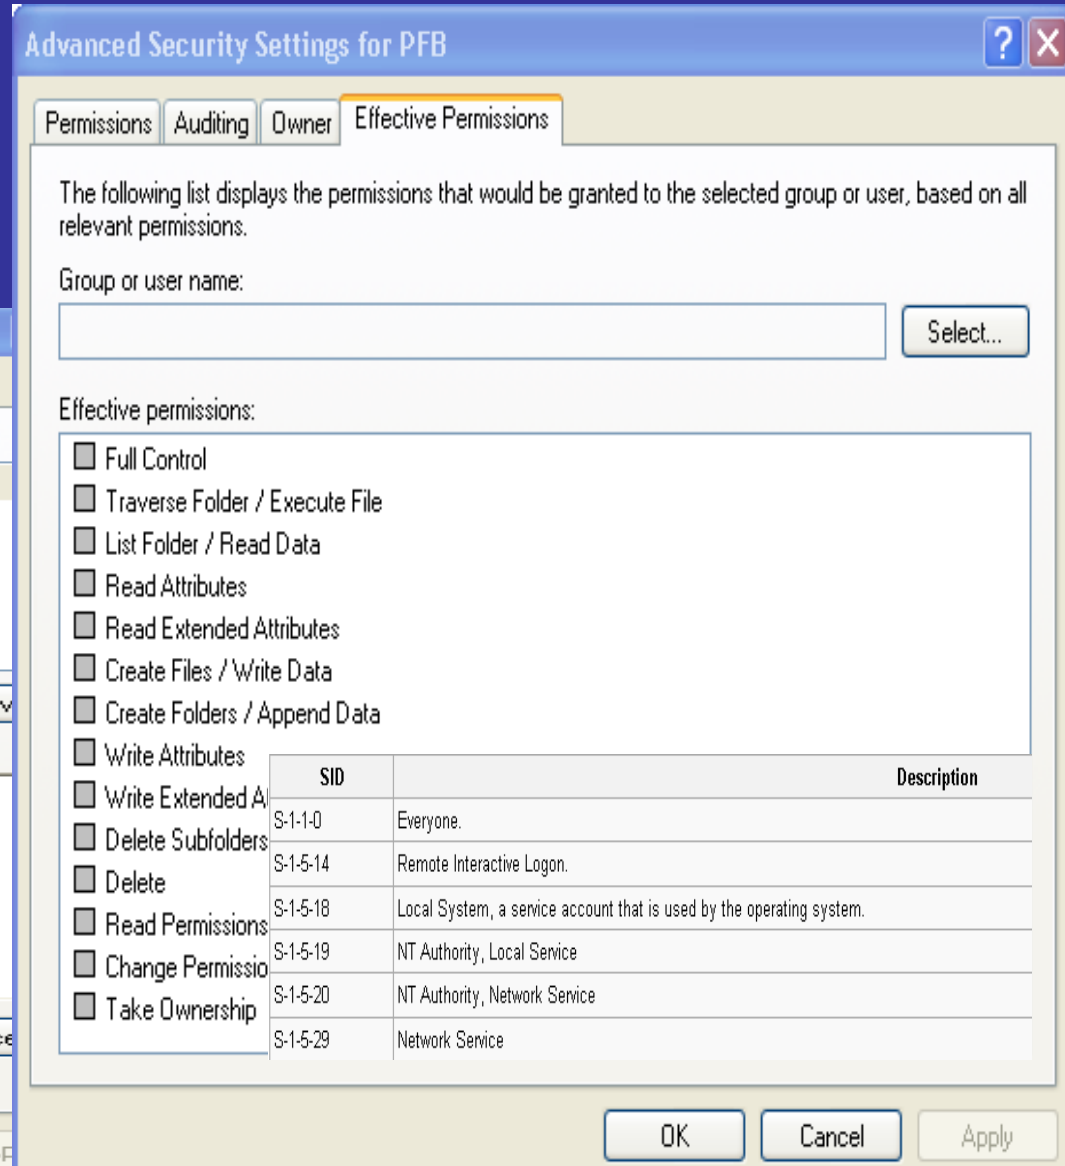 Advanced Security Settings for PFB
Permissions Auditing Owner Effective Permissions
The following list displays the permissions that would be granted to the selected group or user, based on all
relevant permissions.
Group or user name:
Select...
Effective permissions:
Full Control
Traverse Folder / Execute File
List Folder / Read Data
Read Attributes
Read Extended Attributes
Create Files / Write Data
Create Folders / Append Data
Write Attributes
Write Extended
Delete Subfolders
Delete
Read Permissions
Change
Take Ownership
SID Description
S-1-1-0 Everyone.
S-1-5-14 Remote Interactive Logon.
S-1-5-18 Local System, a service account that is used by the operating system.
S-1-5-19 NT Authority, Local Service
S-1-5-20 NT Authority, Network Service
S-1-5-29 Network Service
OK Cancel Apply